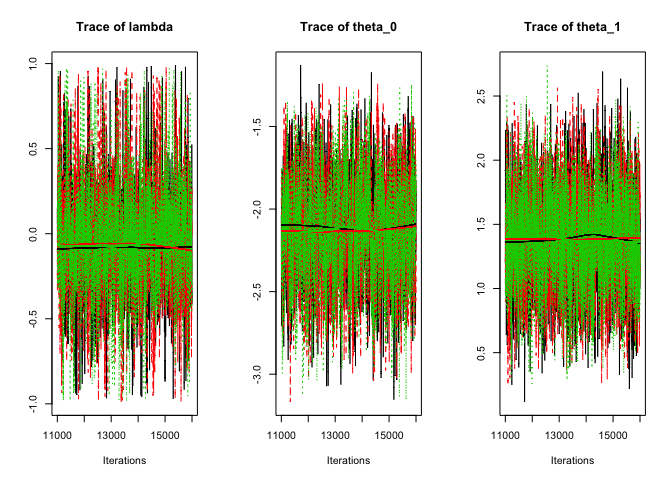 Trace of lambda
Trace of theta_0
Trace of theta_1
1.0
0.5
0.0
-0.5
-1.0
-1.5
-2.0
-2.5
-3.0
2.5
2.0
1.5
1.0
0.5
11000 13000 15000
11000 13000 15000
11000 13000 15000
Iterations
Iterations
Iterations